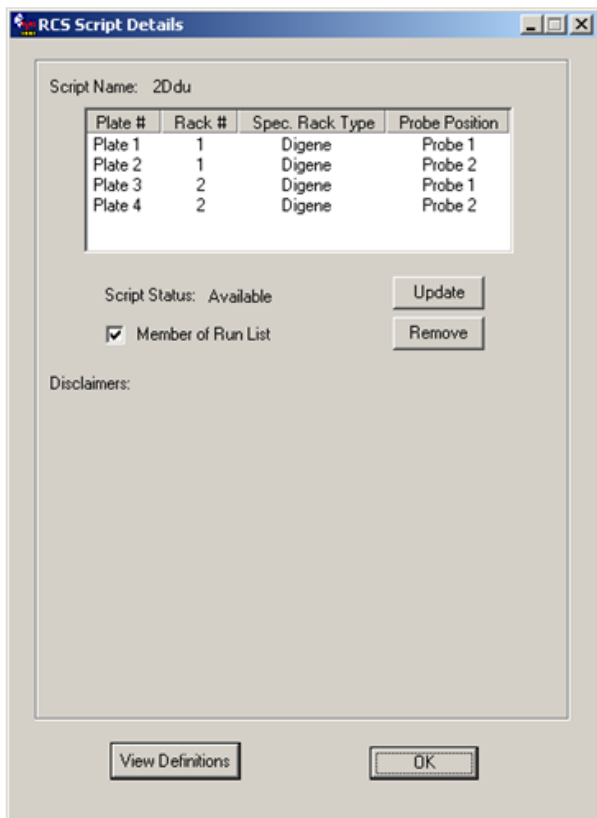 RCS Script Details
Script Name: 2Ddu
Plate # Rack # Spec. Rack Type Probe Position
Plate 1 1 Digene Probe 1
Plate 2 1 Digene Probe 2
Plate 3 2 Digene Probe 1
Plate 4 2 Digene Probe 2
Script Status: Available Update
Member of Run List Remove
Disclaimers:
View Definitions OK